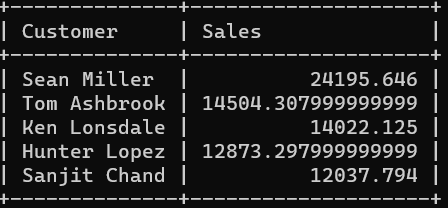 +---------------+--------------------+
| Customer      | Sales              |
+---------------+--------------------+
| Sean Miller   |          24195.646 |
| Tom Ashbrook  | 14504.307999999999 |
| Ken Lonsdale  |          14022.125 |
| Hunter Lopez  | 12873.297999999999 |
| Sanjit Chand  |          12037.794 |
+---------------+--------------------+